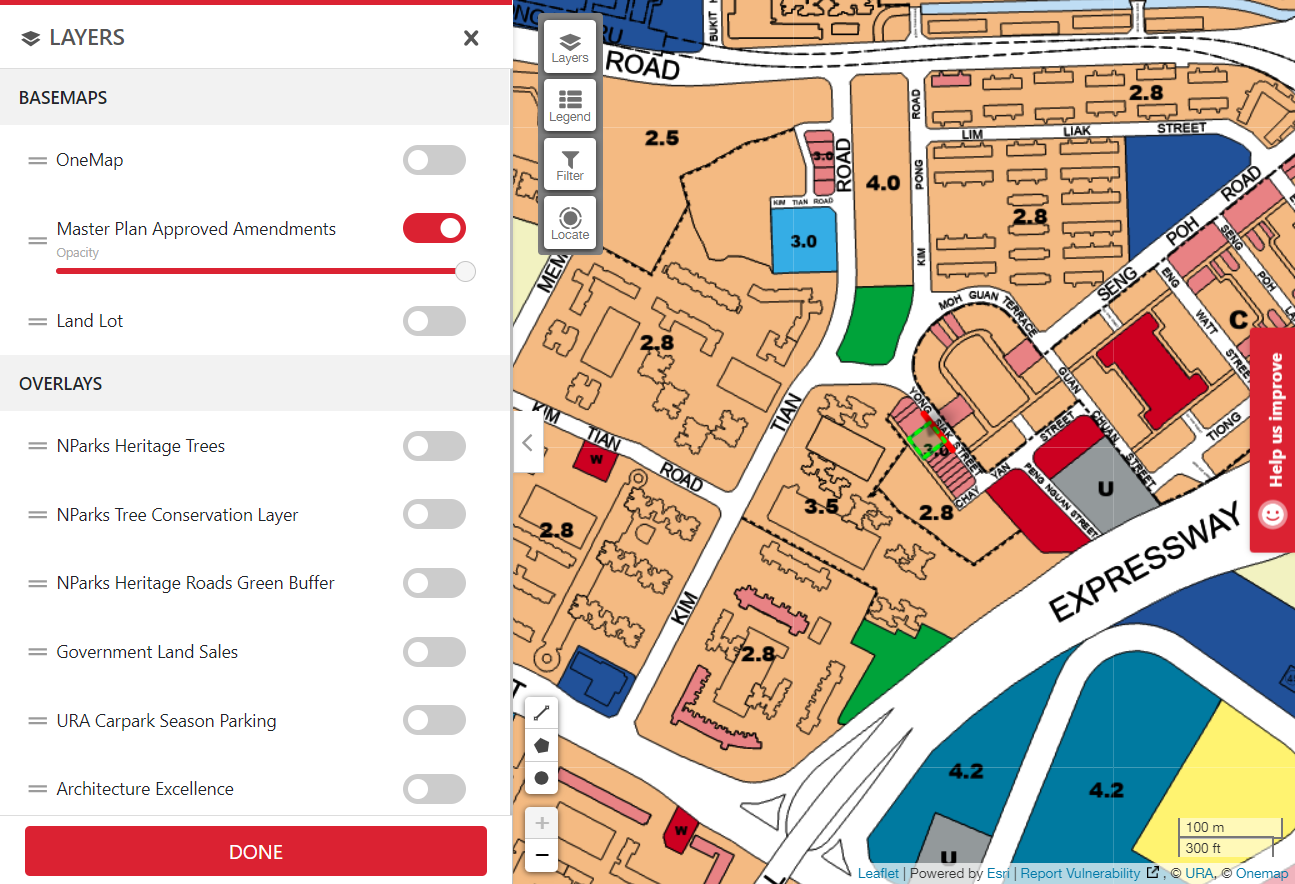 LAYERS
BASEMAPS
OneMap
Master Plan Approved Amendments
Opacity
Land Lot
OVERLAYS
NParks Heritage Trees
NParks Tree Conservation Layer
NParks Heritage Roads Green Buffer
Government Land Sales
URA Carpark Season Parking
Architecture Excellence
DONE
Layers
Legend
Filter
Locate
RU
ROAD
BUKIT
2.5
3.0
ROAD
KIM TIAN ROAD
3.0
4.0
ROAD
PONG
KIM
2.8
LIM LIAK STREET
2.8
POH ROAD
SENG
SENG
POH
ENG
WATT
STREET
C
MOH GUAN TERRACE
GUAN
CHUAN
STREET
TIONG
STREET
YONG SIAK STREET
3.0
CHAY YAN
PENG NGUAN STREET
U
2.8
3.5
EXPRESSWAY
TIAN
KIM
2.8
2.8
KIM TIAN ROAD
W
2.8
4.2
4.2
U
W
Help us improve
100 m
300 ft
Leaflet | Powered by Esri | Report Vulnerability , © URA, © Onemap